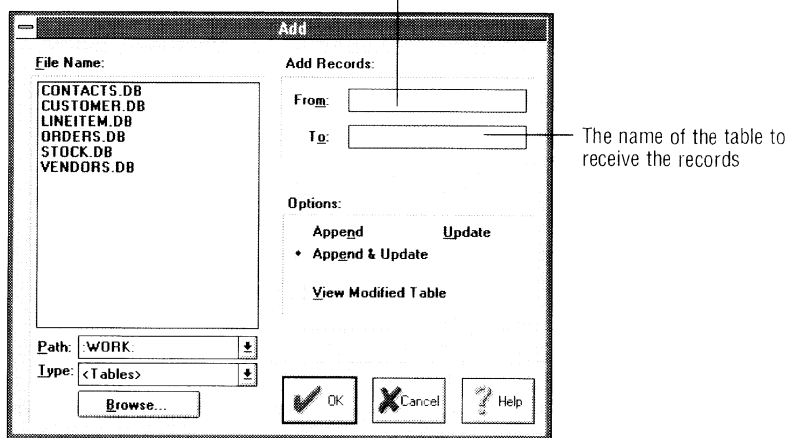 Add
File Name:
CONTACTS.DB
CUSTOMER.DB
LINEITEM.DB
ORDERS.DB
STOCK.DB
VENDORS.DB
Path: :WORK:
Type: <Tables>
Browse...
Add Records:
From:
To:
The name of the table to
receive the records
Options:
Append Update
Append & Update
View Modified Table
OK Cancel ? Help